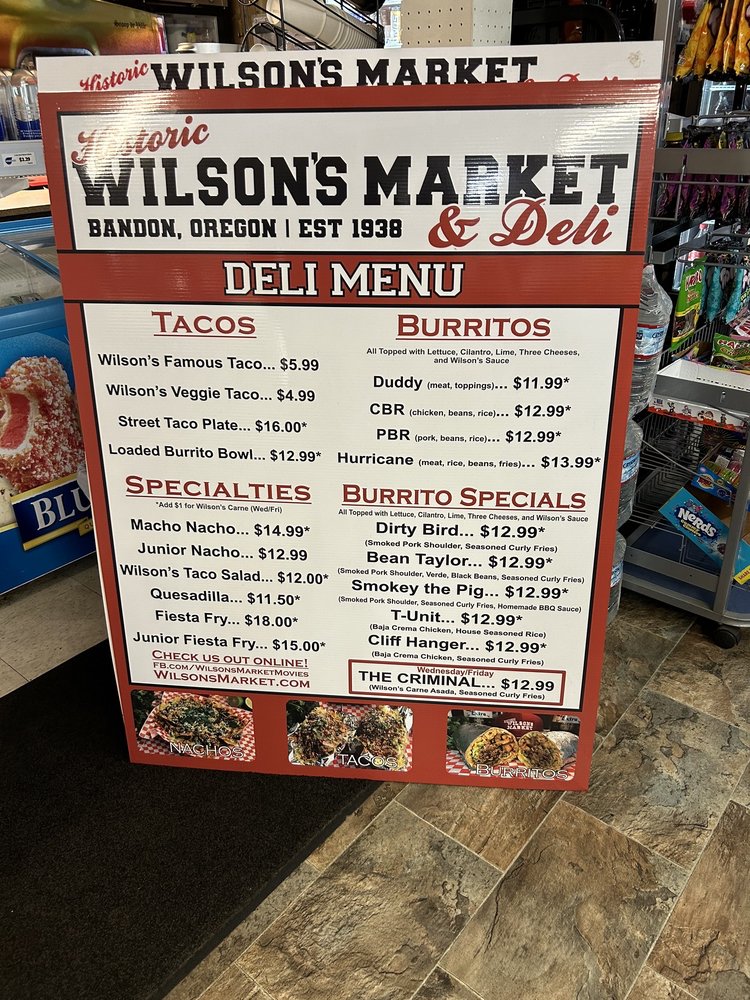 Historic WILSON'S MARKET
Historic
WILSON'S MARKET
BANDON, OREGON | EST 1938
& Deli
DELI MENU
TACOS
Wilson's Famous Taco... $5.99
Wilson's Veggie Taco... $4.99
Street Taco Plate... $16.00*
Loaded Burrito Bowl... $12.99*
SPECIALTIES
*Add $1 for Wilson's Carne (Wed/Fri)
Macho Nacho... $14.99*
Junior Nacho... $12.99
Wilson's Taco Salad... $12.00*
Quesadilla... $11.50*
Fiesta Fry... $18.00*
Junior Fiesta Fry... $15.00*
CHECK US OUT ONLINE!
FB.COM/WILSONSMARKETMOVIES
WILSONSMARKET.COM
BURRITOS
All Topped with Lettuce, Cilantro, Lime, Three Cheeses,
and Wilson's Sauce
Duddy (meat, toppings)... $11.99*
CBR (chicken, beans, rice)... $12.99*
PBR (pork, beans, rice)... $12.99*
Hurricane (meat, rice, beans, fries)... $13.99*
BURRITO SPECIALS
All Topped with Lettuce, Cilantro, Lime, Three Cheeses, and Wilson's Sauce
Dirty Bird... $12.99*
(Smoked Pork Shoulder, Seasoned Curly Fries)
Bean Taylor... $12.99*
(Smoked Pork Shoulder, Verde, Black Beans, Seasoned Curly Fries)
Smokey the Pig... $12.99*
(Smoked Pork Shoulder, Seasoned Curly Fries, Homemade BBQ Sauce)
T-Unit... $12.99*
(Baja Crema Chicken, House Seasoned Rice)
Cliff Hanger... $12.99*
(Baja Crema Chicken, Seasoned Curly Fries)
Wednesday/Friday
THE CRIMINAL... $12.99
(Wilson's Carne Asada, Seasoned Curly Fries)
NACHOS
TACOS
WILSON'S
MARKET
BURRITOS
BLU
Nerds
$3.39